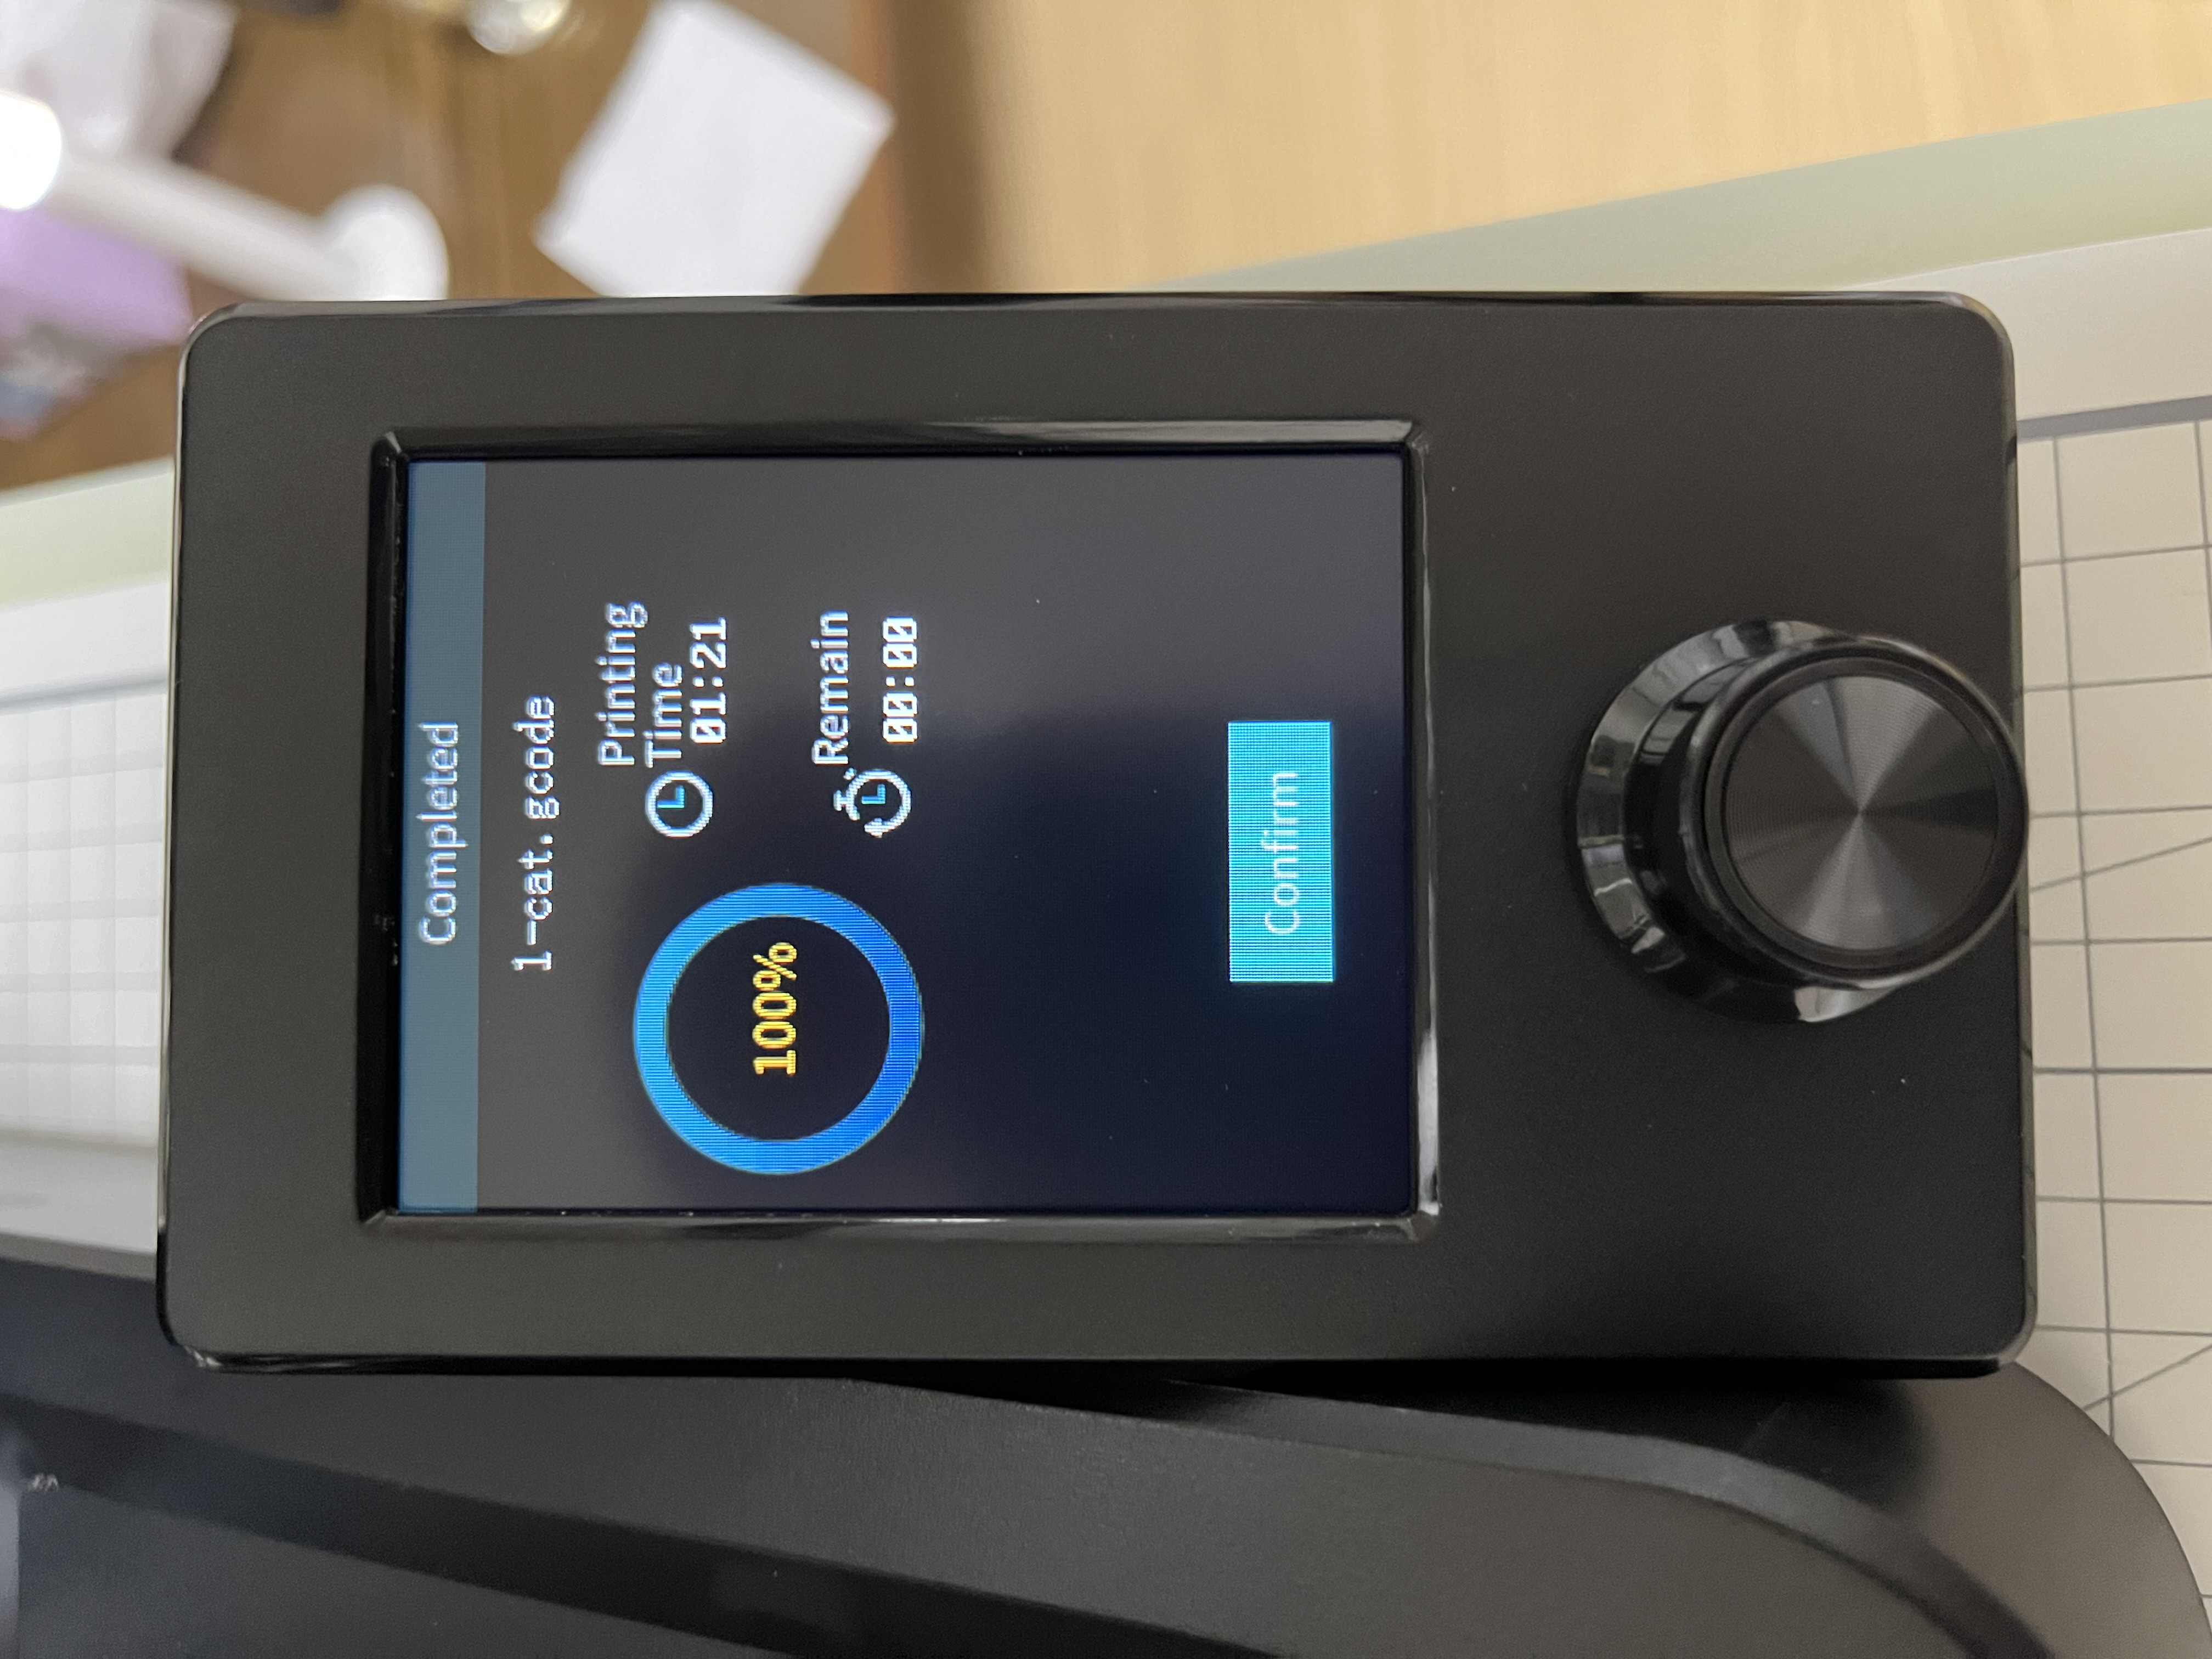 Completed
1-cat.gcode
Printing
Time
01:21
100%
Remain
00:00
Confirm